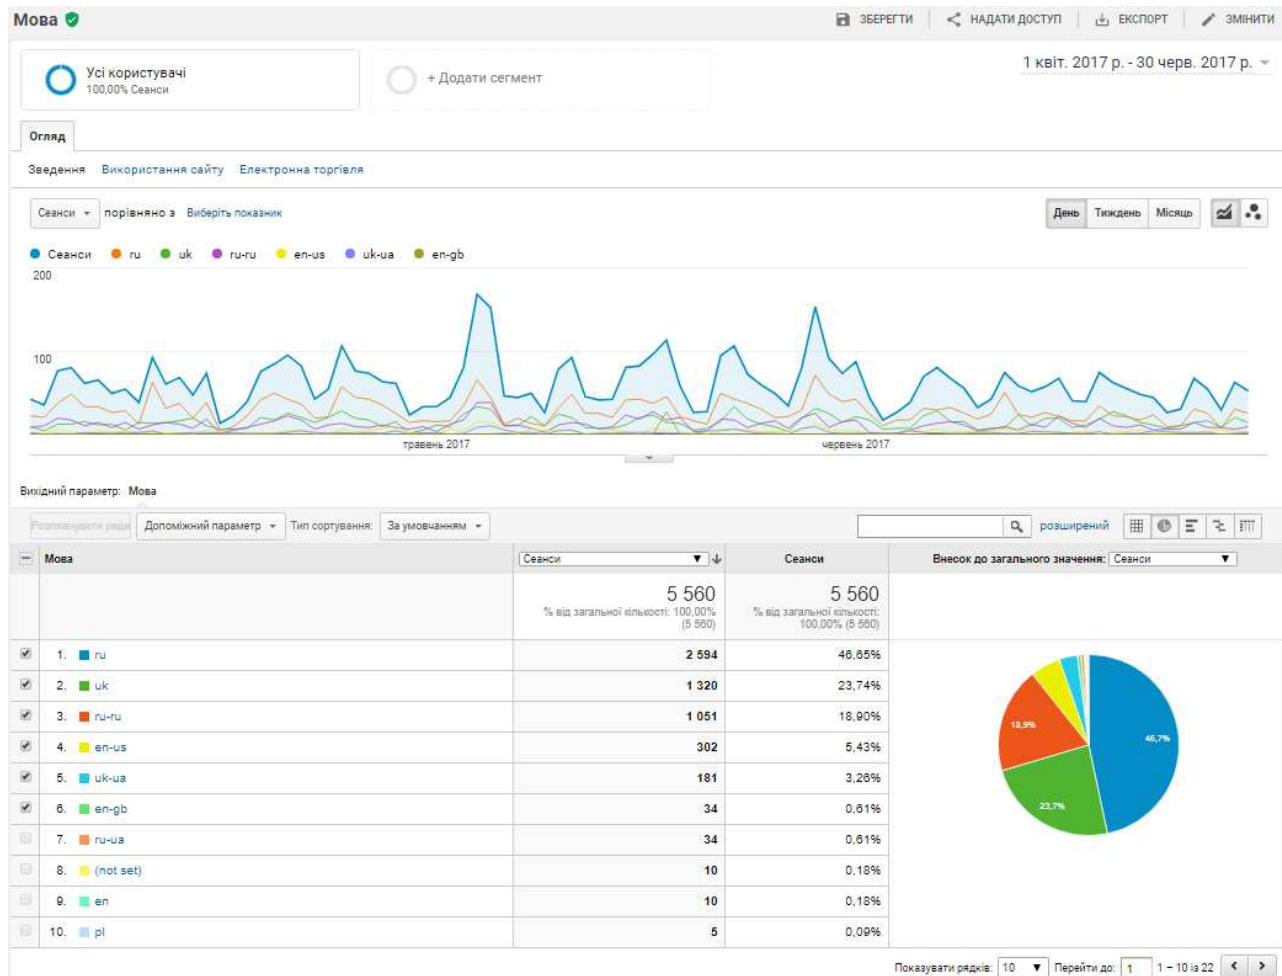 Мова
ЗБЕРЕГТИ НАДАТИ ДОСТУП ЕКСПОРТ ЗМІНИТИ
Усі користувачі
100,00% Сеанси
+ Додати сегмент
1 квіт. 2017 р. - 30 черв. 2017 р.
Огляд
Зведення Використання сайту Електронна торгівля
Сеанси порівняно з Виберіть показник
День Тиждень Місяць
Сеанси ru uk ru-ru en-us uk-ua en-gb
200
100
травень 2017 червень 2017
Вихідний параметр: Мова
Розпланувати ряди Допоміжний параметр Тип сортування: За умовчанням розширений
Мова Сеанси Сеанси Внесок до загального значення: Сеанси
5 560 5 560
% від загальної кількості: 100,00% (5 560) % від загальної кількості: 100,00% (5 560)
1. ru 2 594 46,65%
2. uk 1 320 23,74%
3. ru-ru 1 051 18,90%
4. en-us 302 5,43%
5. uk-ua 181 3,26%
6. en-gb 34 0,61%
7. ru-ua 34 0,61%
8. (not set) 10 0,18%
9. en 10 0,18%
10. pl 5 0,09%
18,9%
46,7%
23,7%
Показувати рядків: 10 Перейти до: 1 1 – 10 із 22